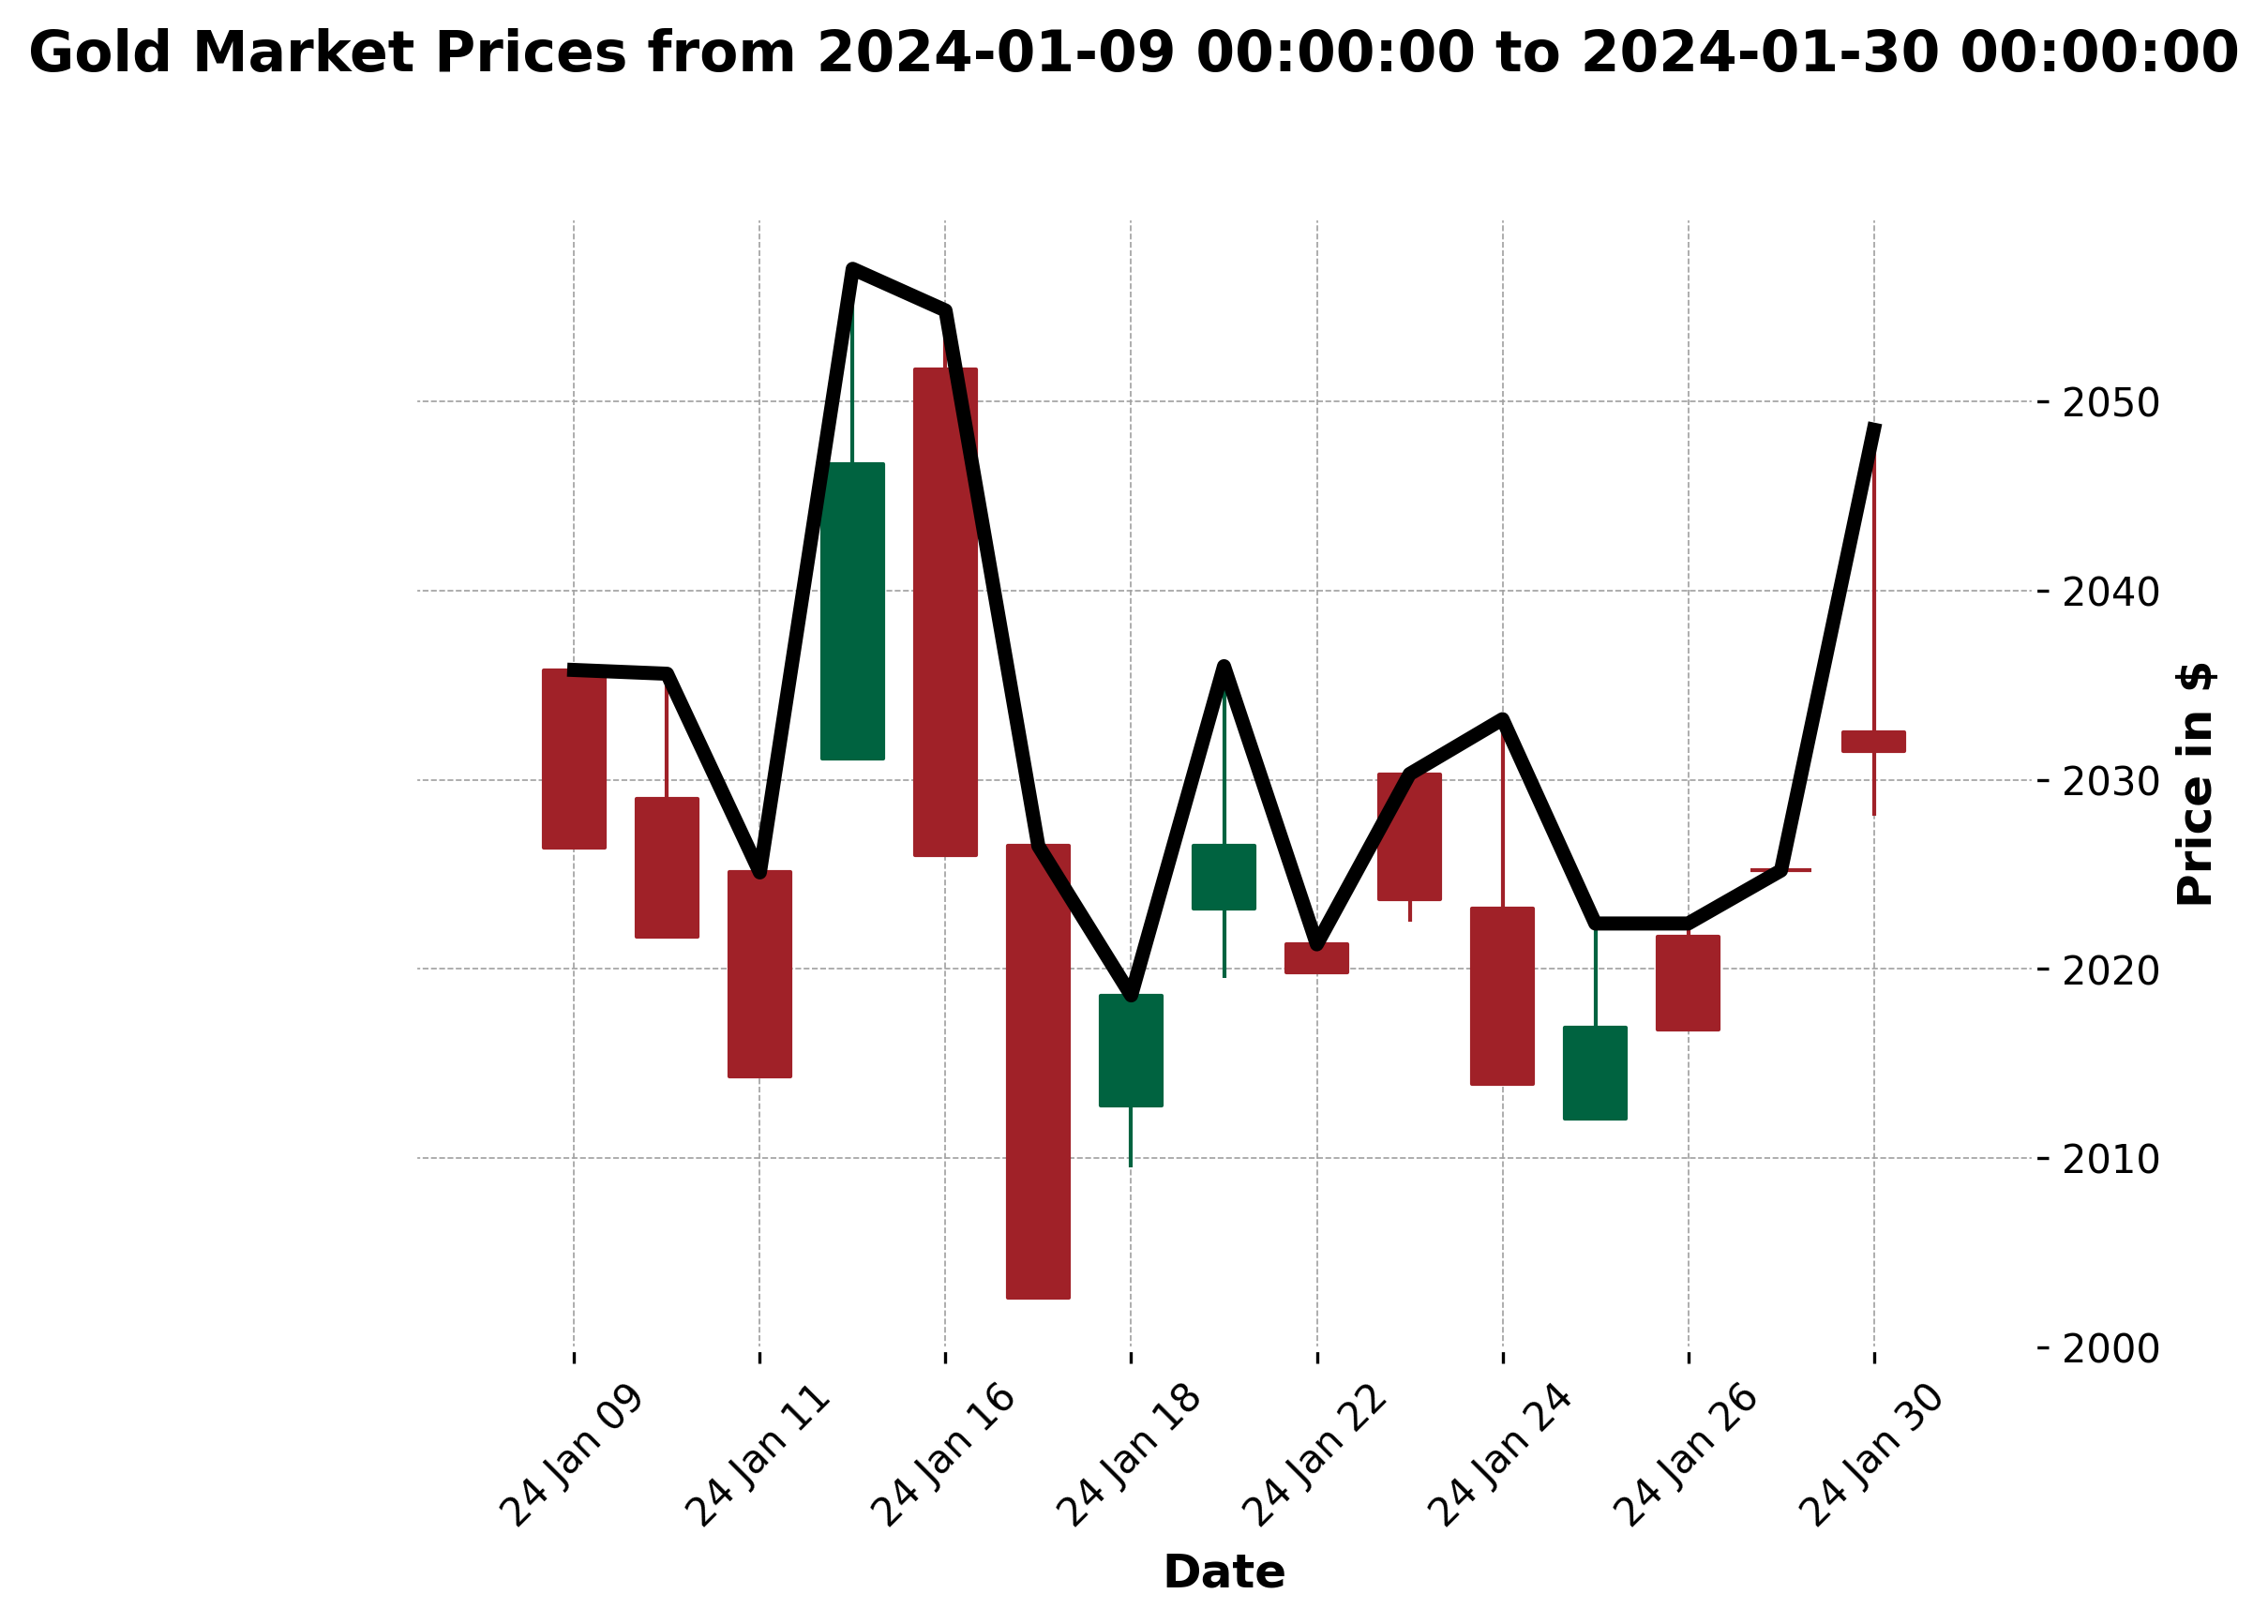 Gold Market Prices from 2024-01-09 00:00:00 to 2024-01-30 00:00:00
2050
2040
2030
2020
2010
2000
Price in $
24 Jan 09
24 Jan 11
24 Jan 16
24 Jan 18
24 Jan 22
24 Jan 24
24 Jan 26
24 Jan 30
Date